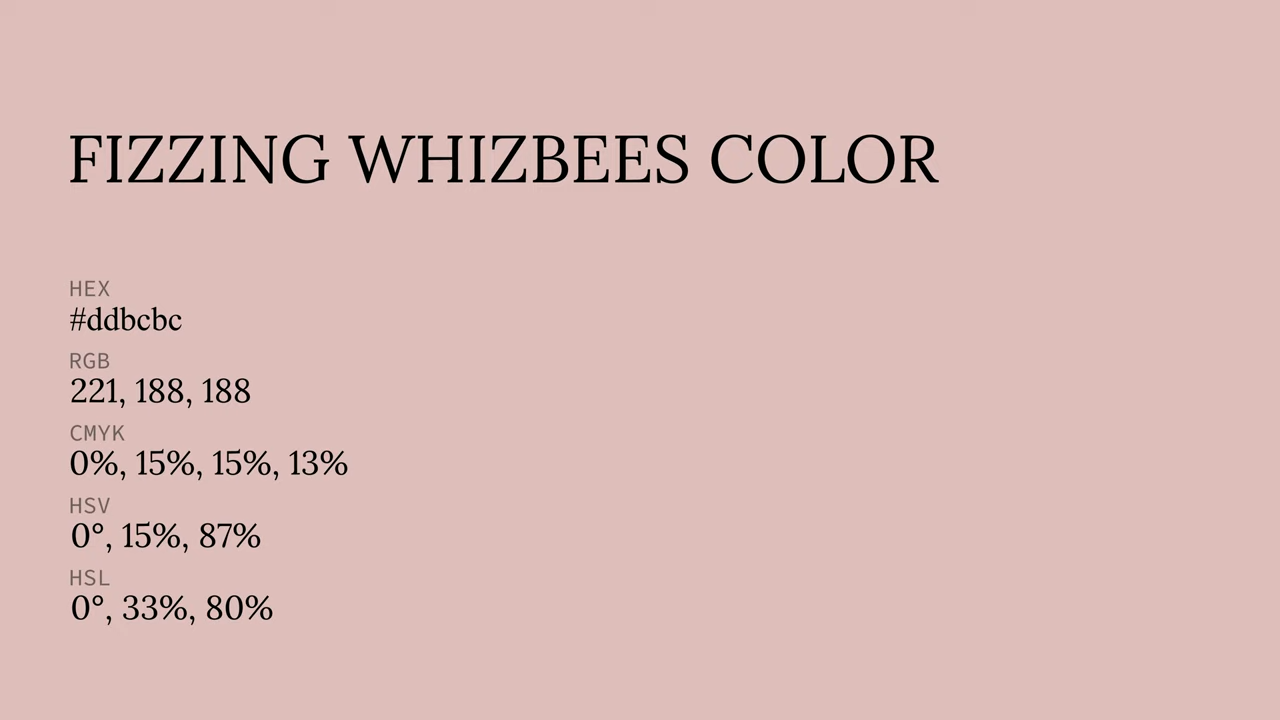 FIZZING WHIZBEES COLOR
HEX
#ddbcbc
RGB
221, 188, 188
CMYK
0%, 15%, 15%, 13%
HSV
0°, 15%, 87%
HSL
0°, 33%, 80%